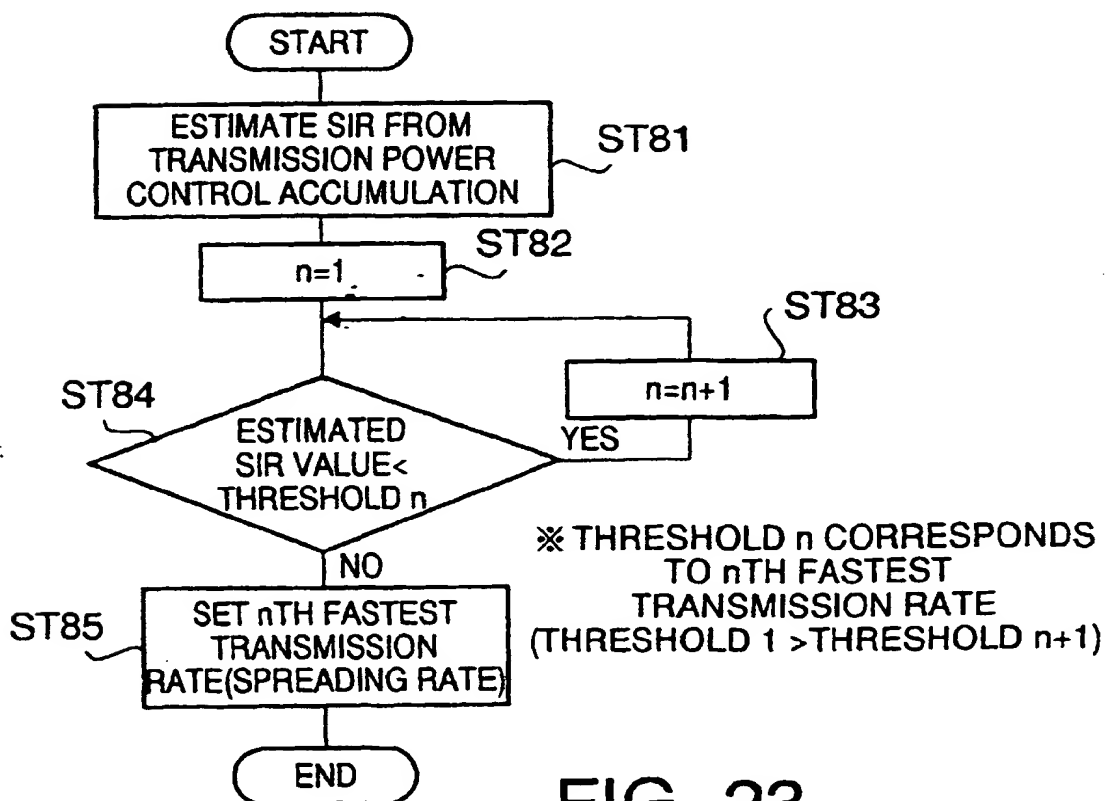 START
ESTIMATE SIR FROM
TRANSMISSION POWER
CONTROL ACCUMULATION
ST81
n=1
ST82
ST83
n=n+1
ST84
ESTIMATED
SIR VALUE<
THRESHOLD n
YES
NO
※ THRESHOLD n CORRESPONDS
TO nTH FASTEST
TRANSMISSION RATE
(THRESHOLD 1 >THRESHOLD n+1)
ST85
SET nTH FASTEST
TRANSMISSION
RATE(SPREADING RATE)
END
FIG. 23